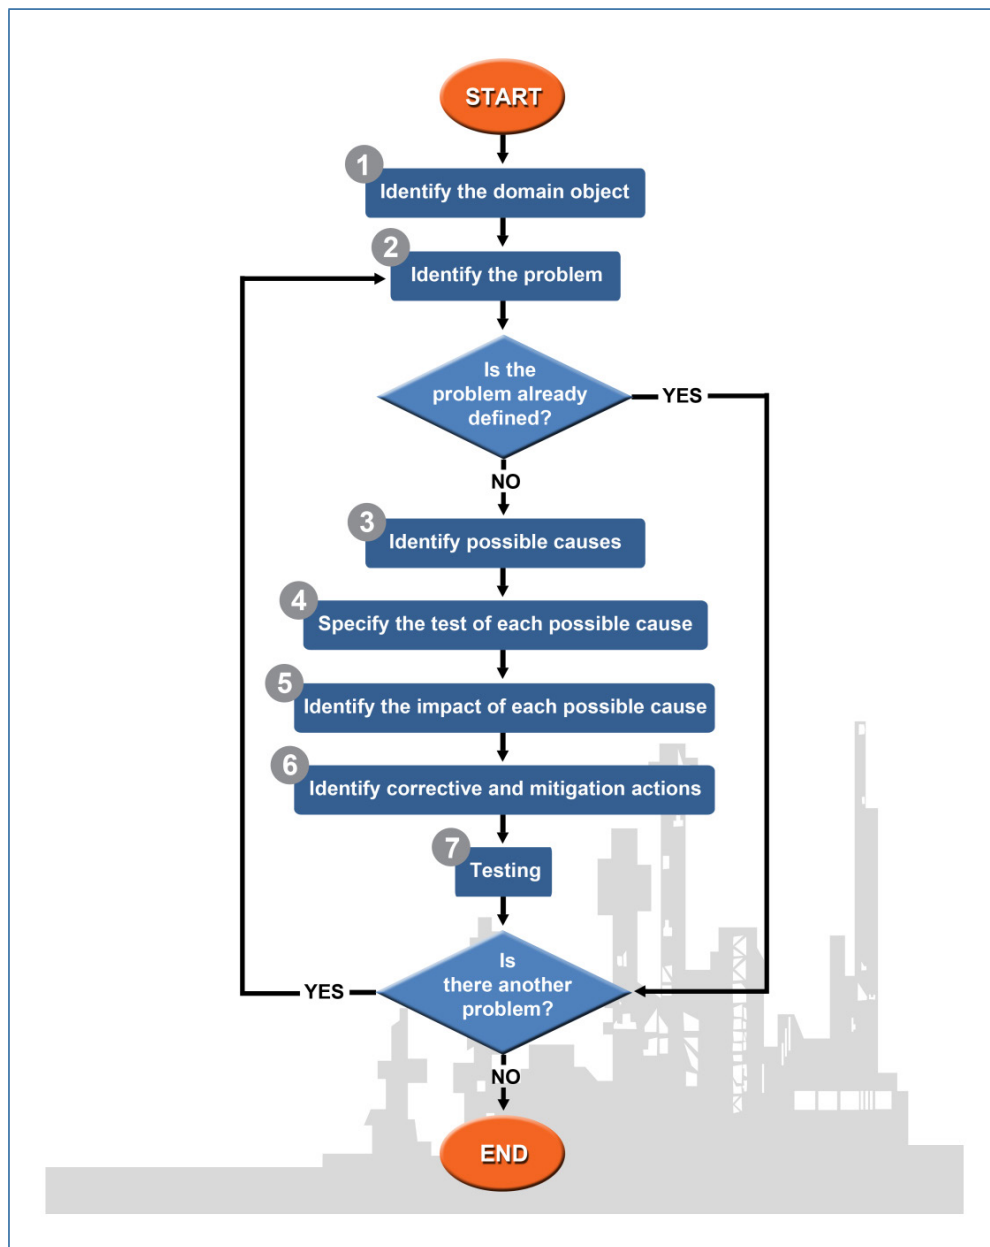 START
1
Identify the domain object
2
Identify the problem
Is the
problem already
defined?
YES
NO
3
Identify possible causes
4
Specify the test of each possible cause
5
Identify the impact of each possible cause
6
Identify corrective and mitigation actions
7
Testing
Is
there another
problem?
YES
NO
END